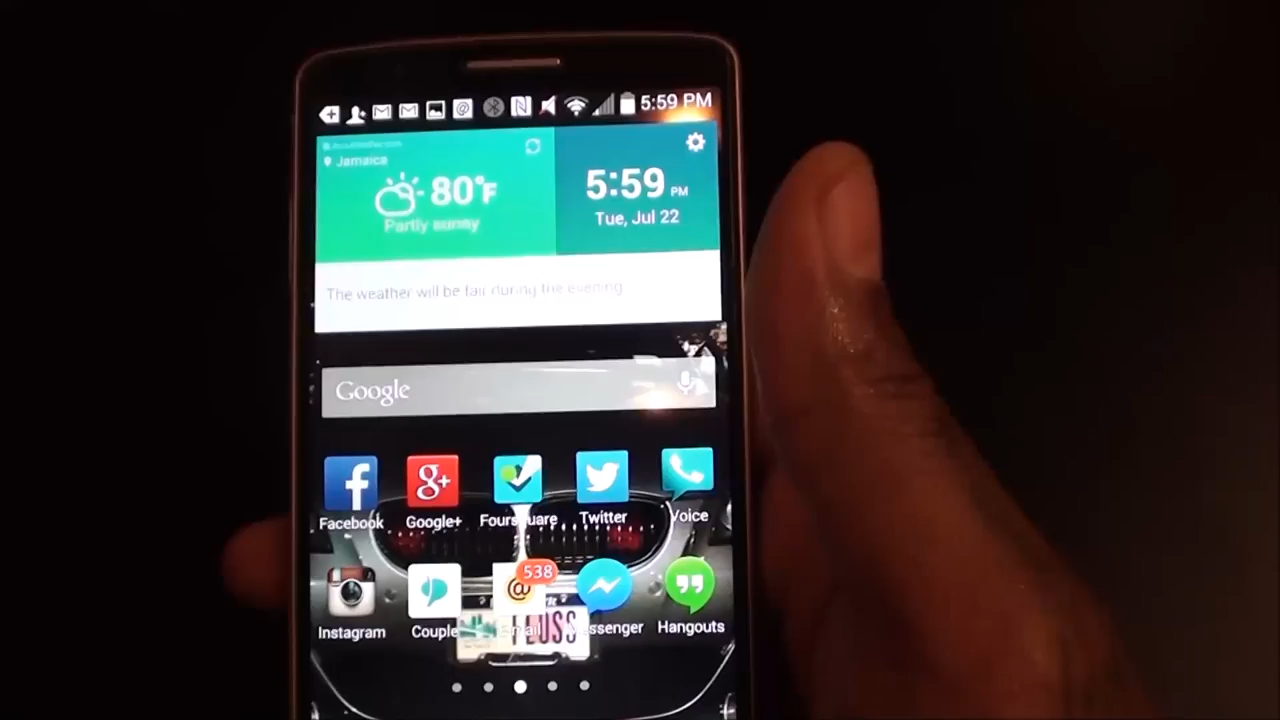 5:59 PM
Jamaica
80°F
Partly sunny
5:59 PM
Tue, Jul 22
The weather will be fair during the evening.
Google
Facebook
Google+
Foursquare
Twitter
Voice
538
Instagram
Couple
Email
Messenger
Hangouts